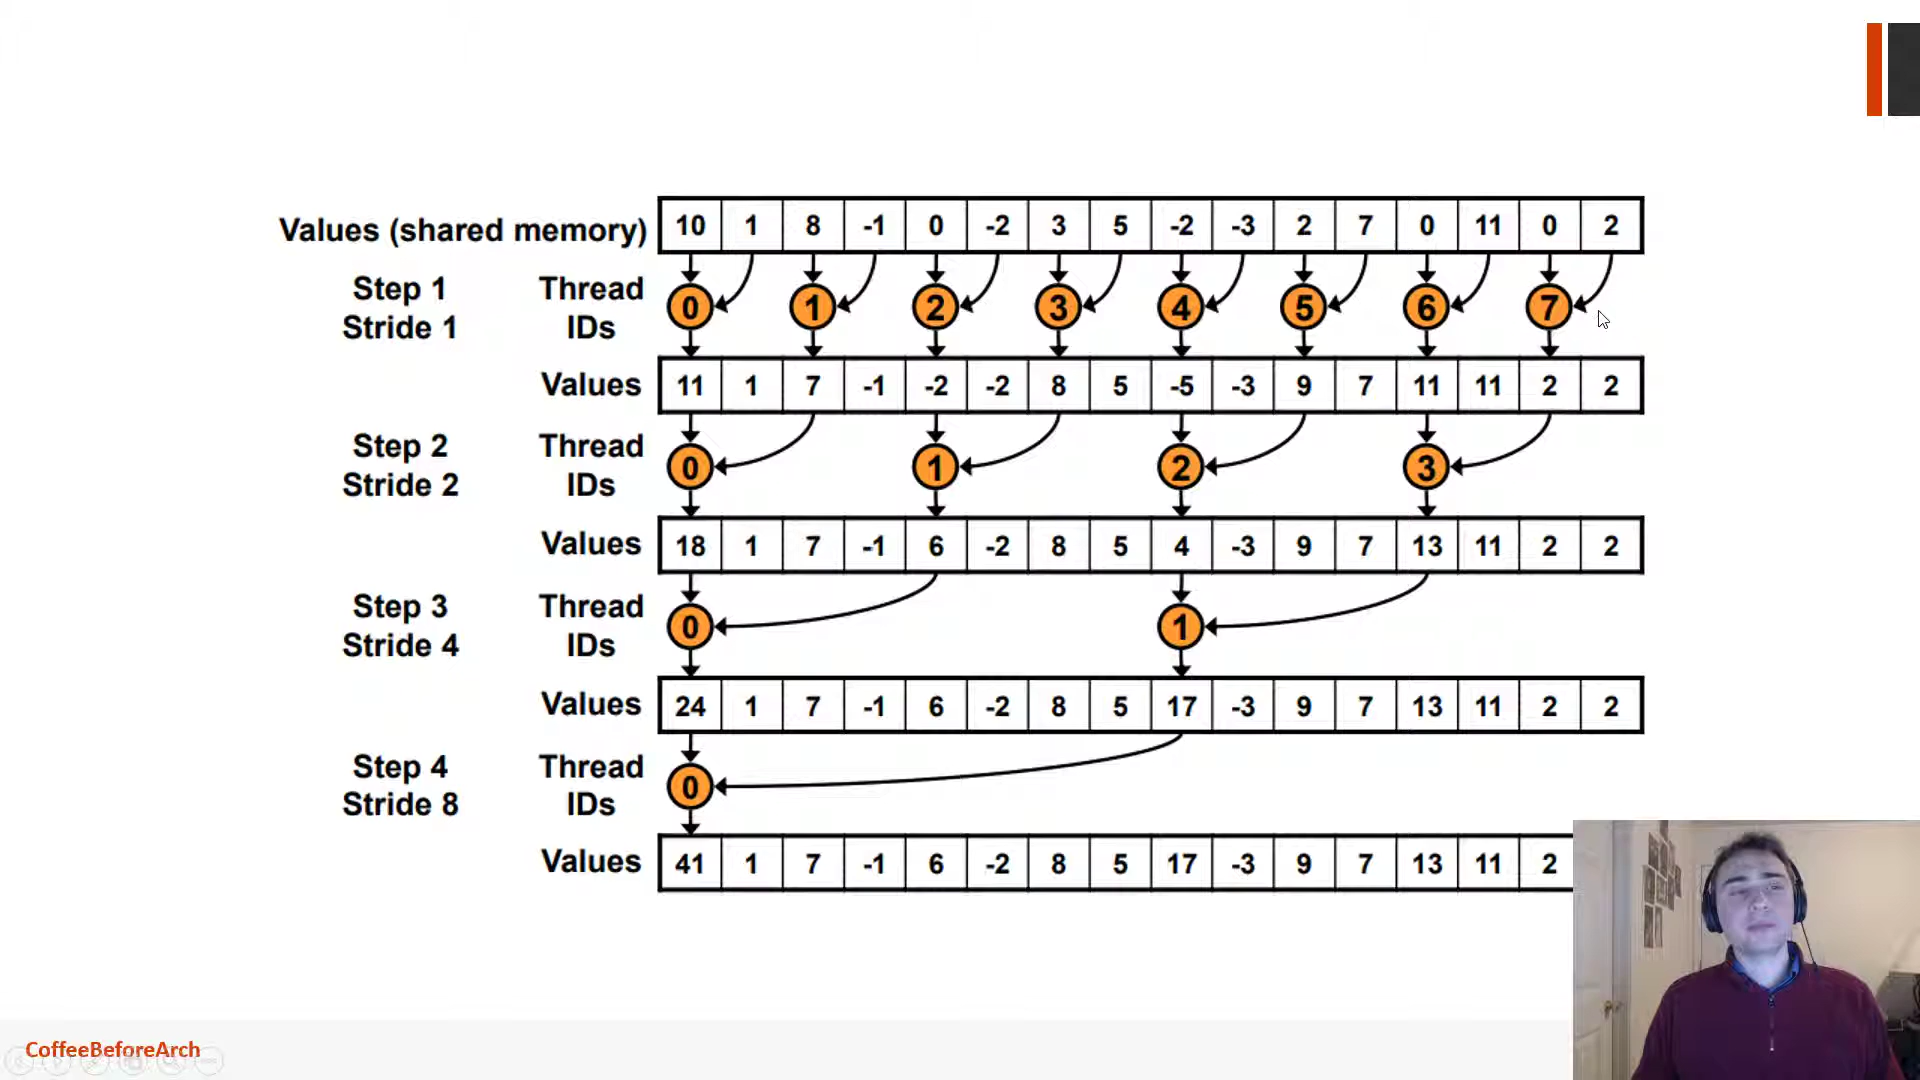 Values (shared memory) 10 1 8 -1 0 -2 3 5 -2 -3 2 7 0 11 0 2
Step 1 Thread 0 1 2 3 4 5 6 7
Stride 1 IDs
Values 11 1 7 -1 -2 -2 8 5 -5 -3 9 7 11 11 2 2
Step 2 Thread 0 1 2 3
Stride 2 IDs
Values 18 1 7 -1 6 -2 8 5 4 -3 9 7 13 11 2 2
Step 3 Thread 0 1
Stride 4 IDs
Values 24 1 7 -1 6 -2 8 5 17 -3 9 7 13 11 2 2
Step 4 Thread 0
Stride 8 IDs
Values 41 1 7 -1 6 -2 8 5 17 -3 9 7 13 11 2
CoffeeBeforeArch